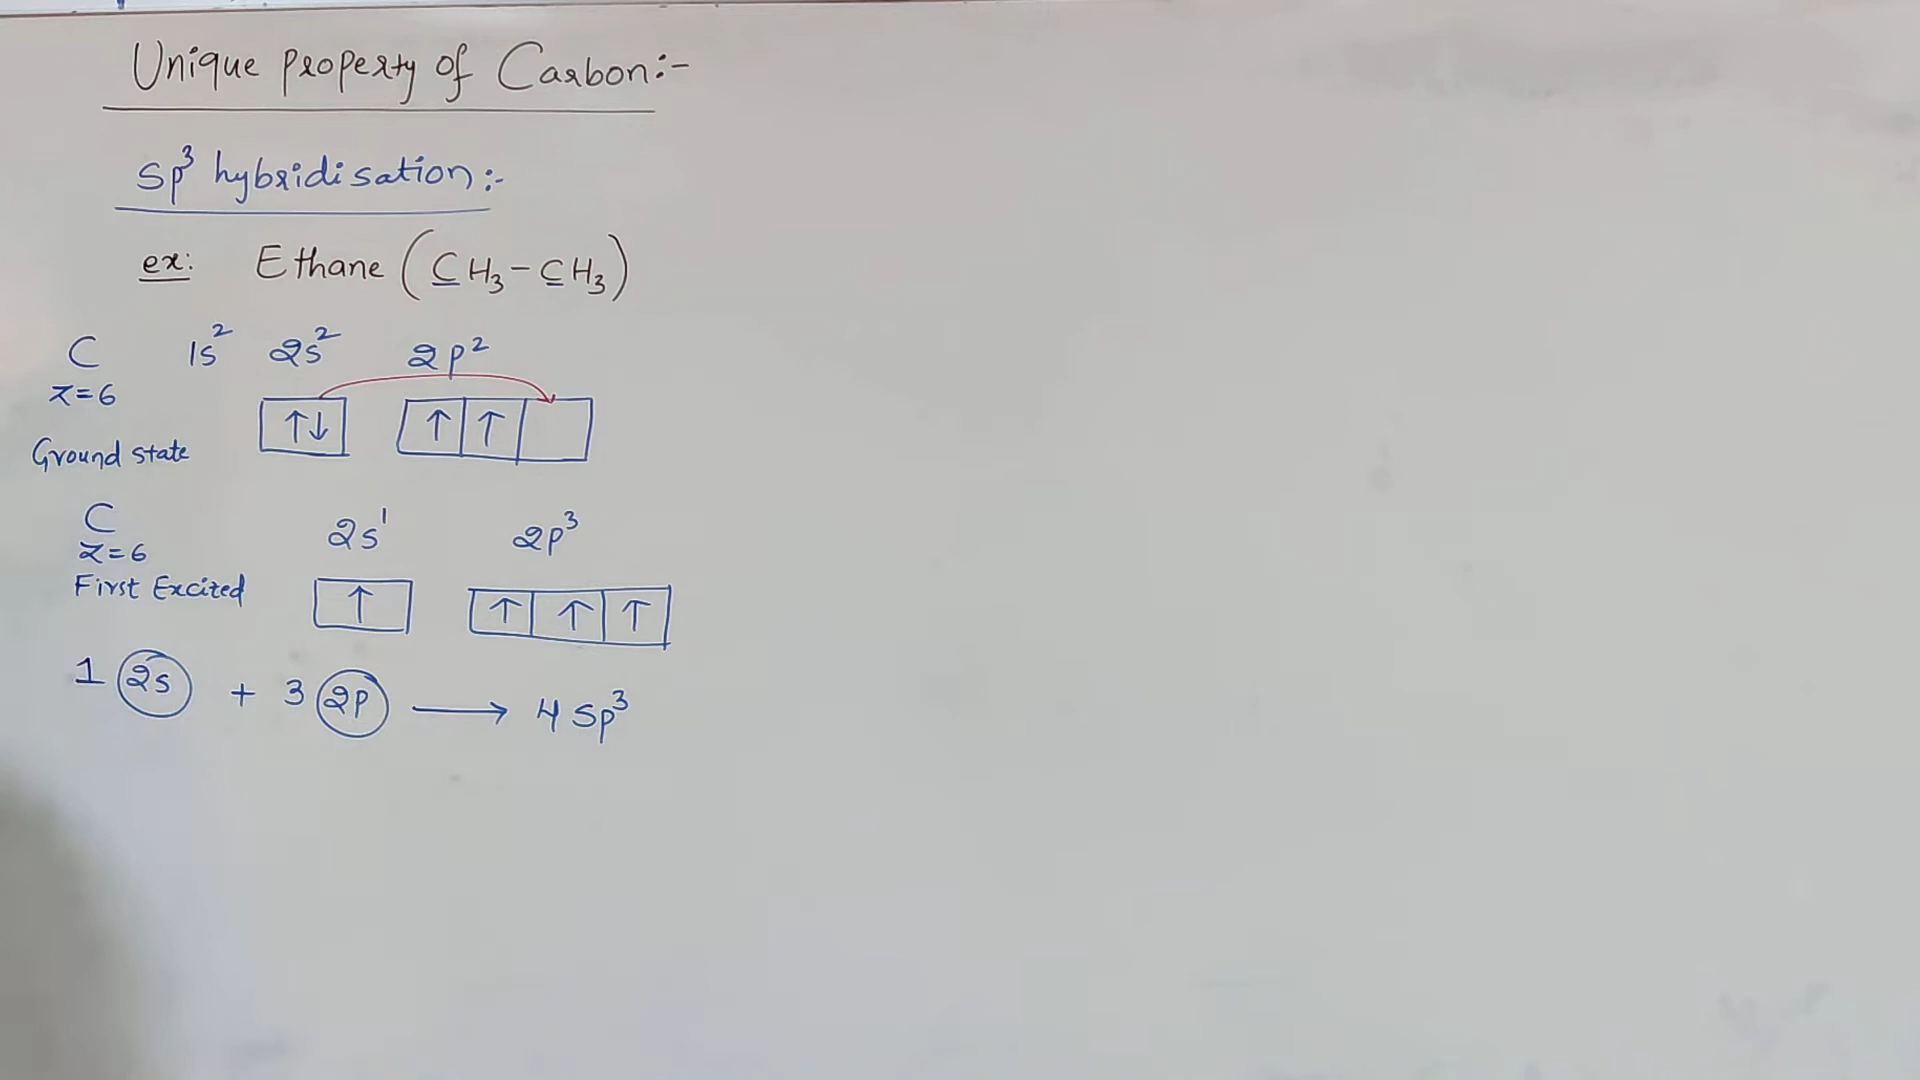 Unique property of Carbon:-
Sp³ hybridisation:-
ex: Ethane (CH₃-CH₃)
C 1s² 2s² 2p²
z=6
↑↓ ↑ ↑
Ground state
C 2s¹ 2p³
z=6
First Excited ↑ ↑ ↑ ↑
1 2s + 3 2p ⟶ 4 Sp³